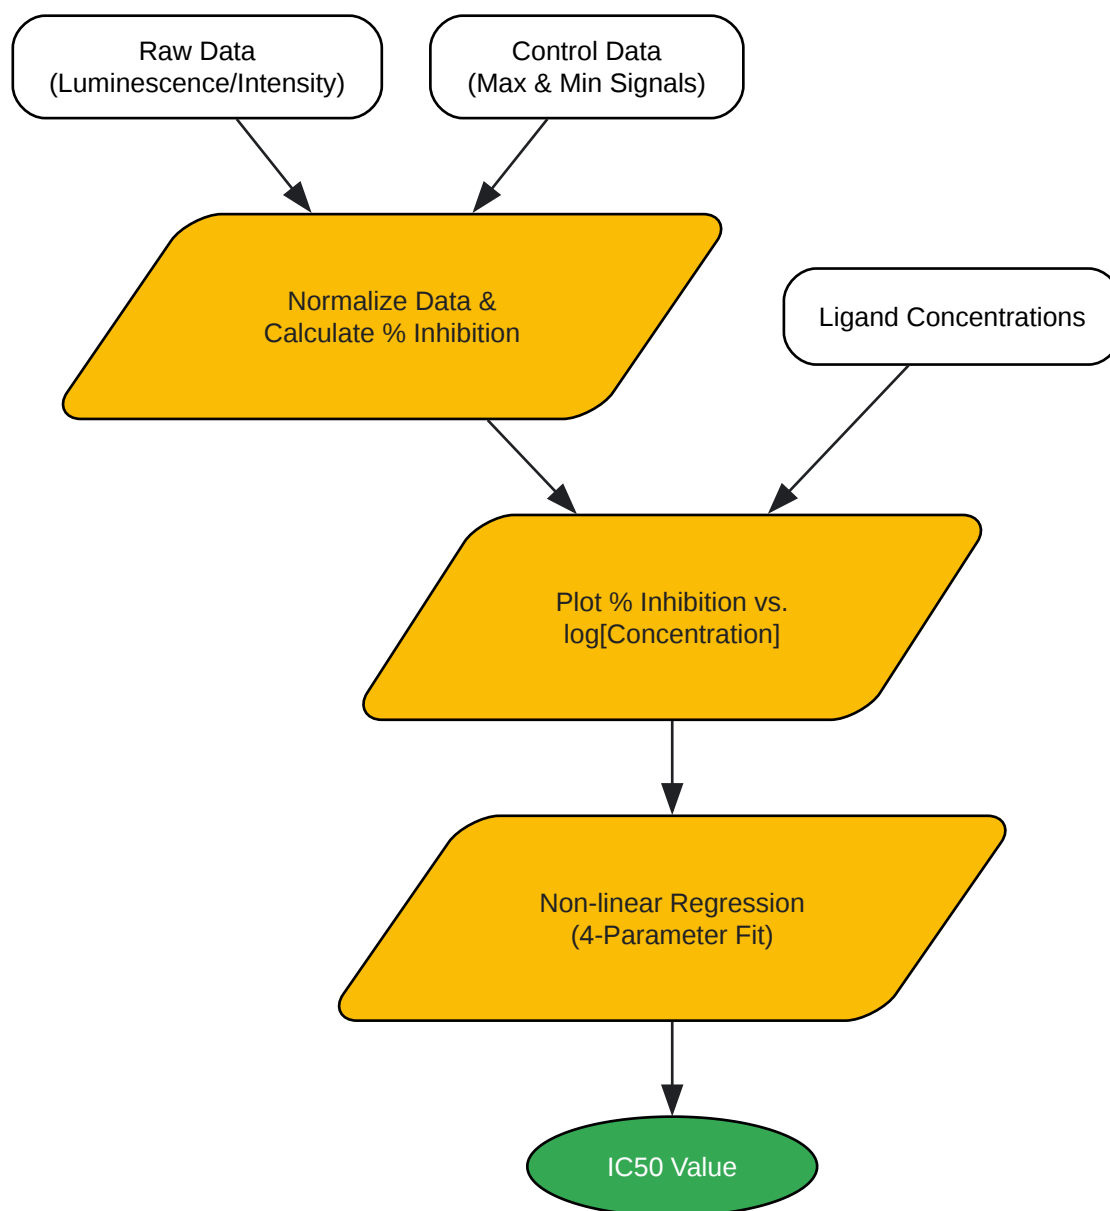 Raw Data
(Luminescence/Intensity)
Control Data
(Max & Min Signals)
Normalize Data &
Calculate % Inhibition
Ligand Concentrations
Plot % Inhibition vs.
log[Concentration]
Non-linear Regression
(4-Parameter Fit)
IC50 Value